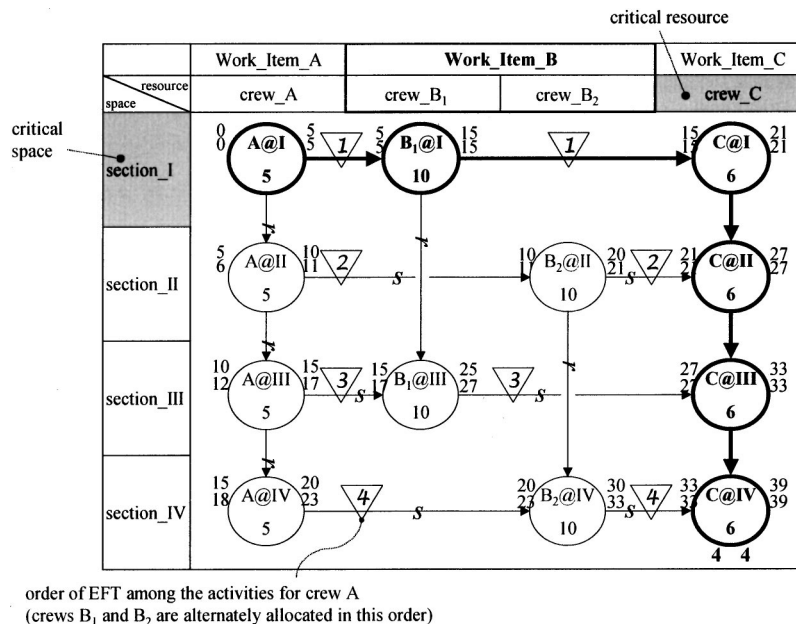 critical resource
Work_Item_A Work_Item_B Work_Item_C
resource
space
crew_A crew_B₁ crew_B₂ crew_C
critical
space
section_I
0 5 5 15 15 21
0 5 5 15 15 21
A@I 1 B₁@I 1 C@I
5 10 6
r r
section_II
5 10 10 20 21 27
6 11 11 21 21 27
A@II 2 s B₂@II s 2 C@II
5 10 6
r r
section_III
10 15 15 25 27 33
12 17 17 27 27 33
A@III 3 s B₁@III 3 s C@III
5 10 6
r
section_IV
15 20 20 30 33 39
18 23 23 33 33 39
A@IV 4 s B₂@IV s 4 C@IV
5 10 6
4 4
order of EFT among the activities for crew A
(crews B₁ and B₂ are alternately allocated in this order)